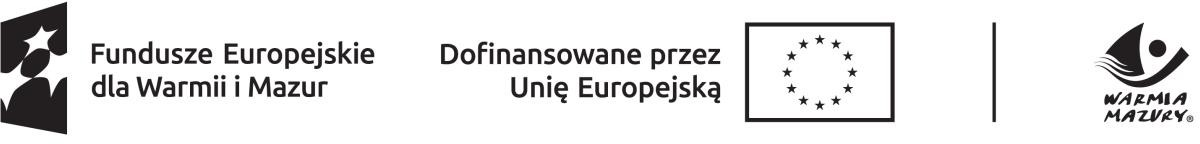 Fundusze Europejskie
dla Warmii i Mazur
Dofinansowane przez
Unię Europejską
WARMIA
MAZURY®